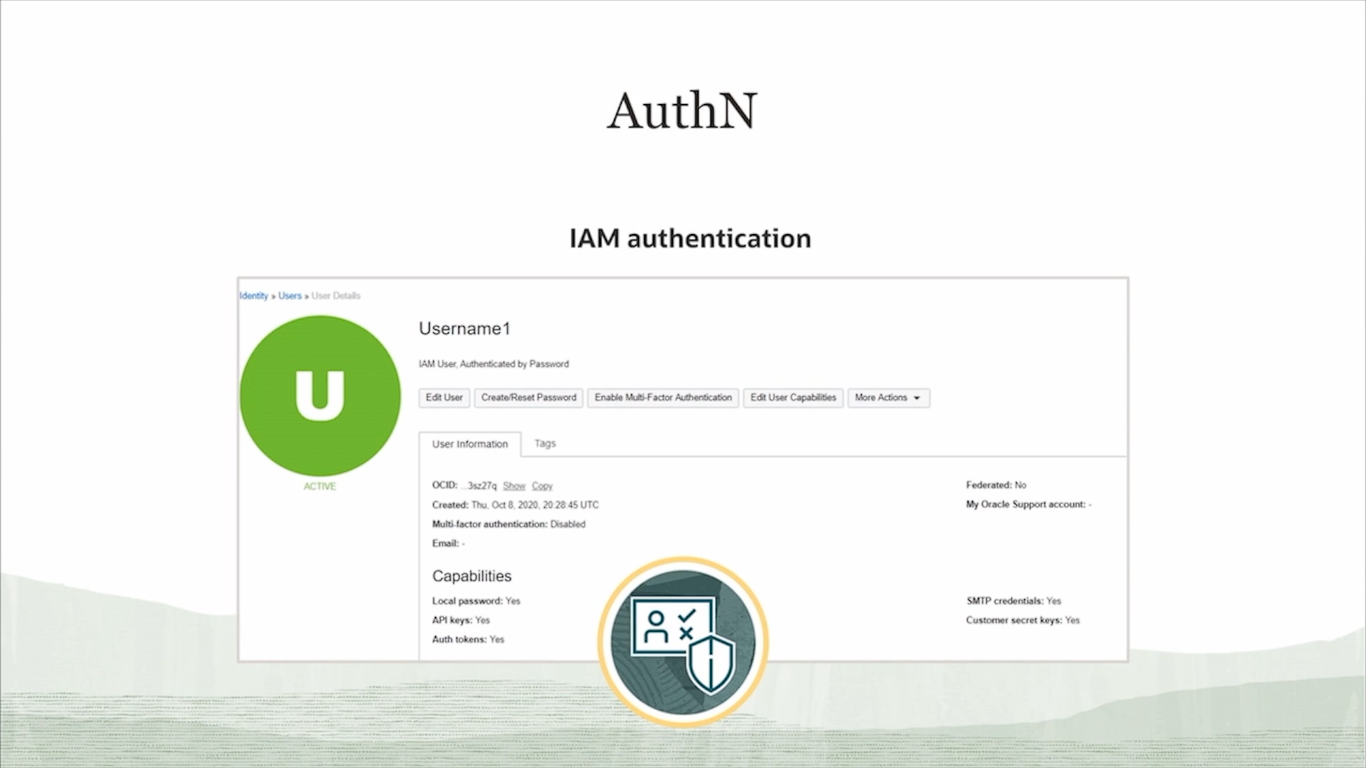 AuthN
IAM authentication
Identity » Users » User Details
U
ACTIVE
Username1
IAM User, Authenticated by Password
Edit User Create/Reset Password Enable Multi-Factor Authentication Edit User Capabilities More Actions
User Information Tags
OCID: ...3sz27q Show Copy
Created: Thu, Oct 8, 2020, 20:28:45 UTC
Multi-factor authentication: Disabled
Email: -
Federated: No
My Oracle Support account: -
Capabilities
Local password: Yes
API keys: Yes
Auth tokens: Yes
SMTP credentials: Yes
Customer secret keys: Yes